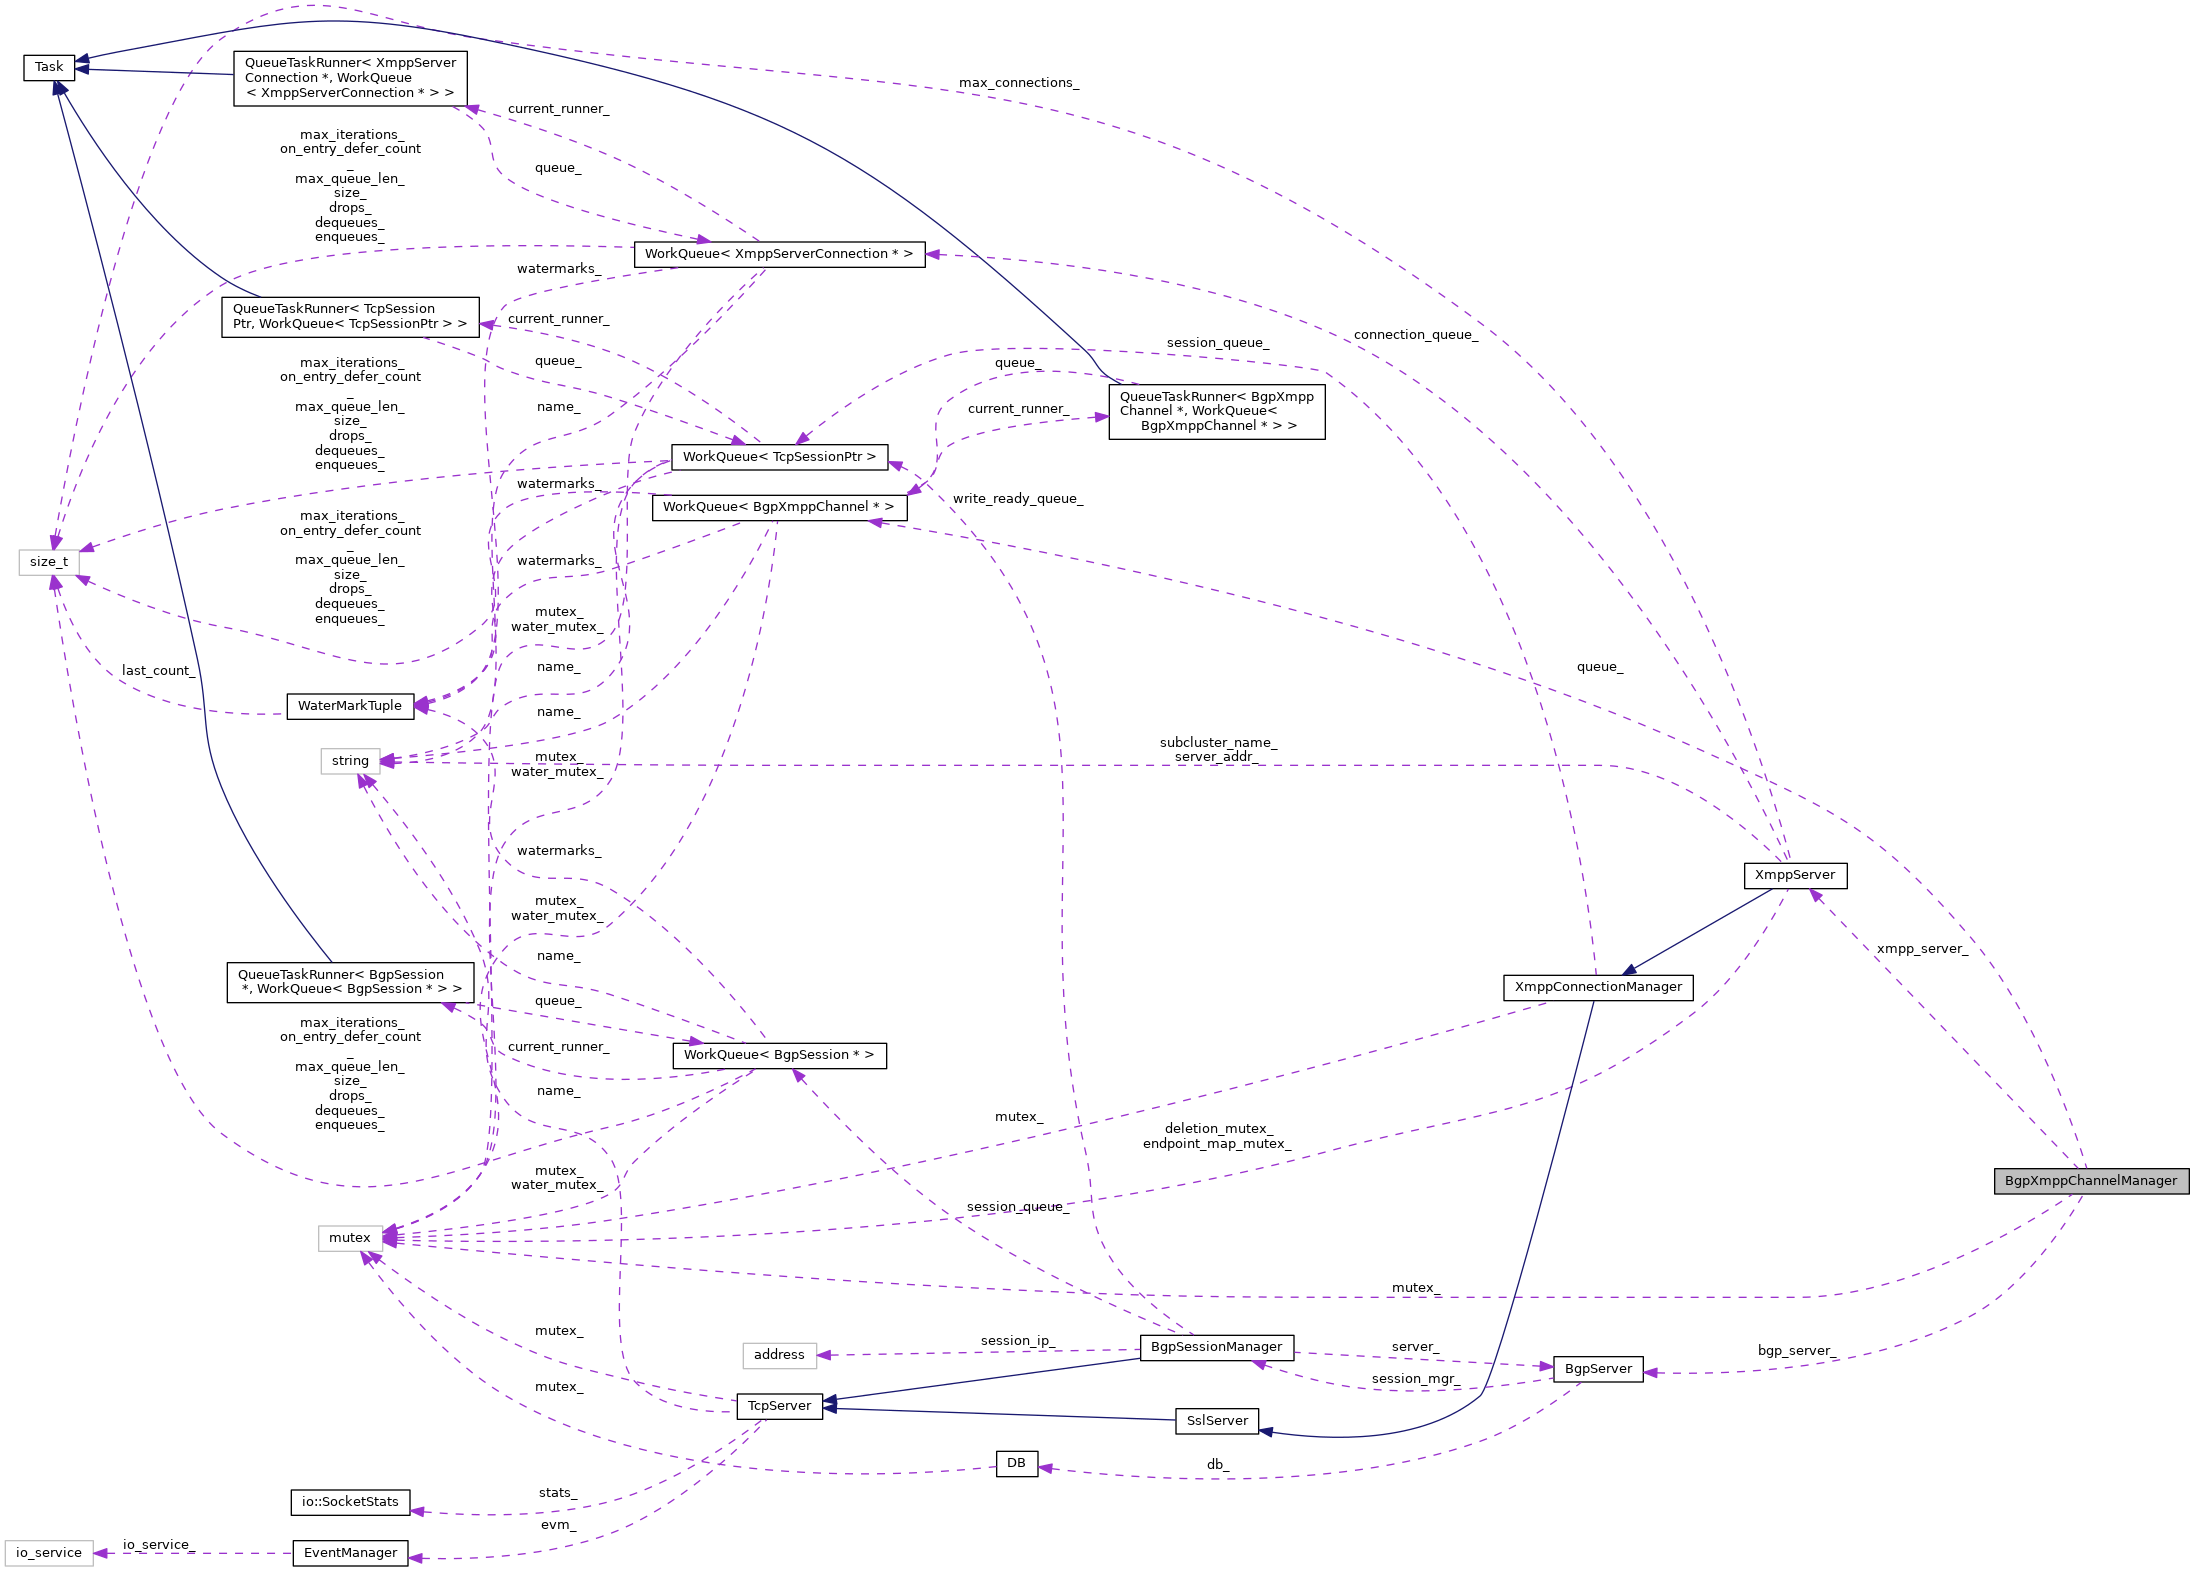 max_connections_
Task
QueueTaskRunner< XmppServer
Connection *, WorkQueue
< XmppServerConnection * > >
current_runner_
max_iterations_
on_entry_defer_count
_
max_queue_len_
size_
drops_
dequeues_
enqueues_
queue_
WorkQueue< XmppServerConnection * >
watermarks_
QueueTaskRunner< TcpSession
Ptr, WorkQueue< TcpSessionPtr > >
current_runner_
connection_queue_
session_queue_
queue_
queue_
max_iterations_
on_entry_defer_count
_
max_queue_len_
size_
drops_
dequeues_
enqueues_
name_
current_runner_
QueueTaskRunner< BgpXmpp
Channel *, WorkQueue<
BgpXmppChannel * > >
WorkQueue< TcpSessionPtr >
watermarks_
write_ready_queue_
WorkQueue< BgpXmppChannel * >
max_iterations_
on_entry_defer_count
_
max_queue_len_
size_
drops_
dequeues_
enqueues_
size_t
watermarks_
mutex_
water_mutex_
name_
queue_
last_count_
WaterMarkTuple
name_
string
subcluster_name_
server_addr_
mutex_
water_mutex_
watermarks_
XmppServer
mutex_
water_mutex_
name_
xmpp_server_
QueueTaskRunner< BgpSession
*, WorkQueue< BgpSession * > >
XmppConnectionManager
queue_
max_iterations_
on_entry_defer_count
_
max_queue_len_
size_
drops_
dequeues_
enqueues_
current_runner_
WorkQueue< BgpSession * >
name_
mutex_
deletion_mutex_
endpoint_map_mutex_
mutex_
water_mutex_
BgpXmppChannelManager
session_queue_
mutex
mutex_
mutex_
session_ip_
address
BgpSessionManager
server_
bgp_server_
BgpServer
session_mgr_
mutex_
TcpServer
SslServer
DB
db_
stats_
io::SocketStats
evm_
io_service
io_service_
EventManager